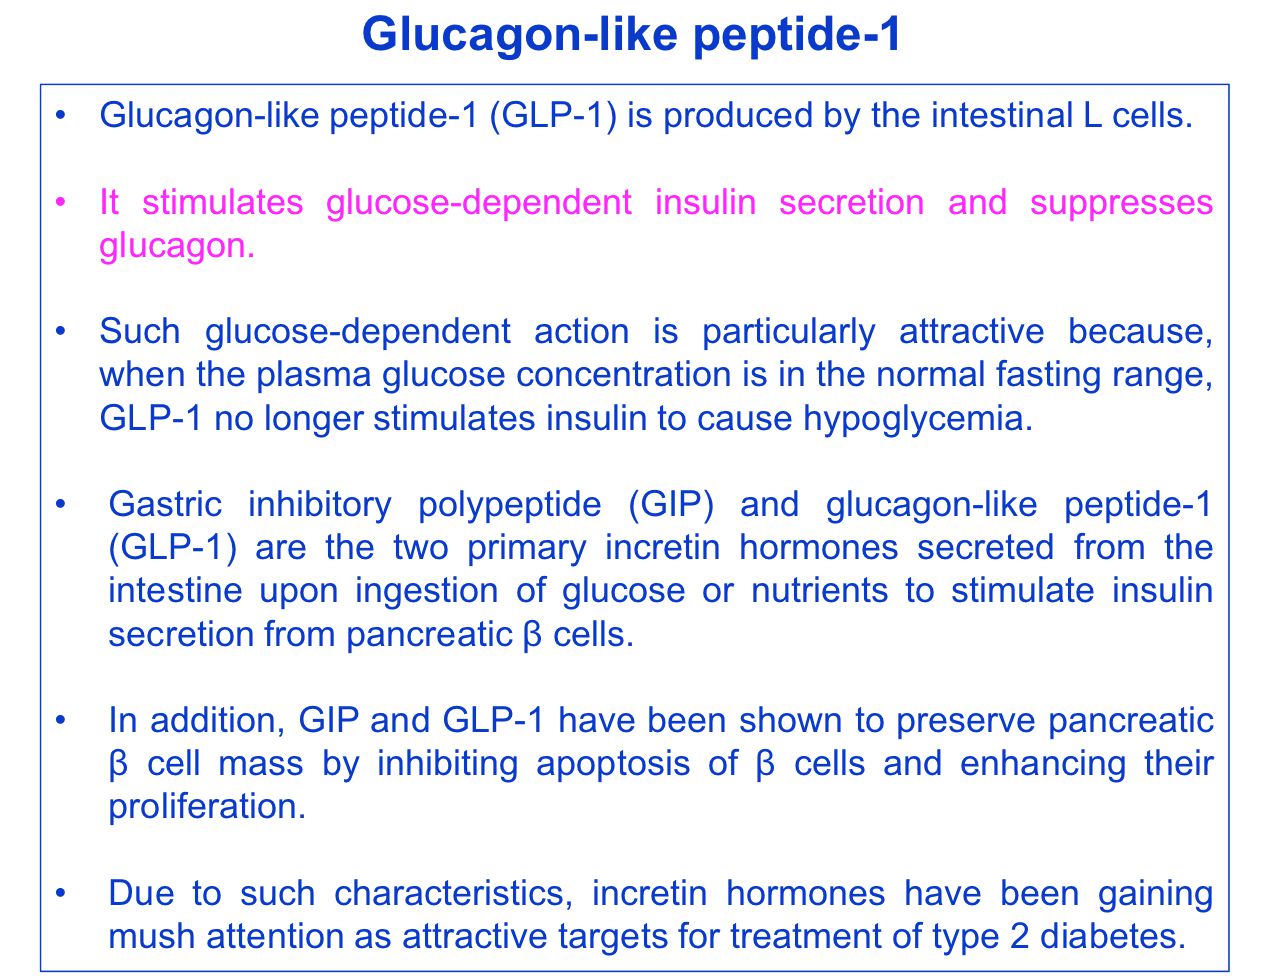 Glucagon-like peptide-1
• Glucagon-like peptide-1 (GLP-1) is produced by the intestinal L cells.
• It stimulates glucose-dependent insulin secretion and suppresses
glucagon.
• Such glucose-dependent action is particularly attractive because,
when the plasma glucose concentration is in the normal fasting range,
GLP-1 no longer stimulates insulin to cause hypoglycemia.
• Gastric inhibitory polypeptide (GIP) and glucagon-like peptide-1
(GLP-1) are the two primary incretin hormones secreted from the
intestine upon ingestion of glucose or nutrients to stimulate insulin
secretion from pancreatic β cells.
• In addition, GIP and GLP-1 have been shown to preserve pancreatic
β cell mass by inhibiting apoptosis of β cells and enhancing their
proliferation.
• Due to such characteristics, incretin hormones have been gaining
mush attention as attractive targets for treatment of type 2 diabetes.